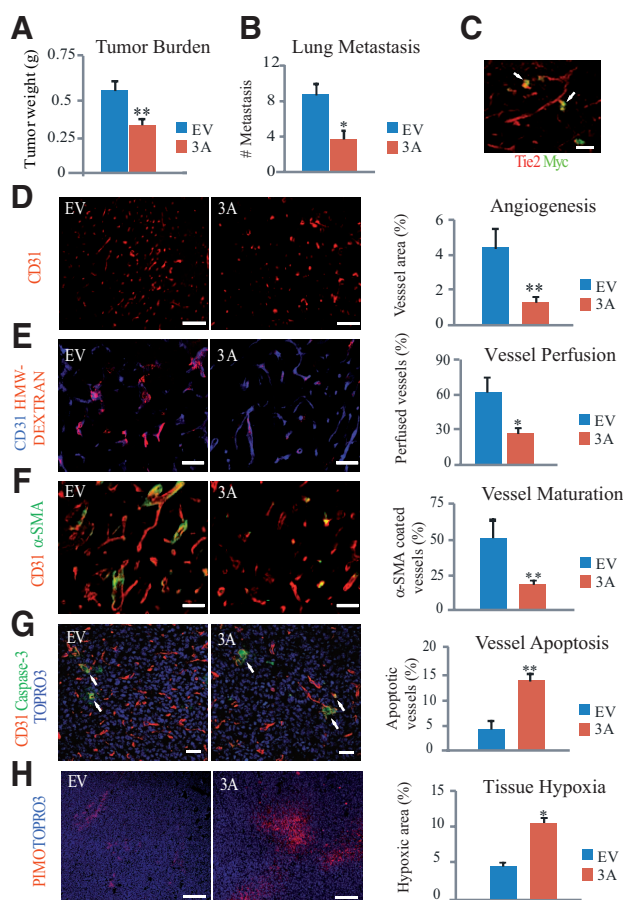 A
Tumor Burden
Tumor weight (g)
0.75
0.5
0.25
0
**
EV
3A
B
Lung Metastasis
# Metastasis
12
8
4
0
*
EV
3A
C
Tie2 Myc
D
CD31
EV
3A
Angiogenesis
Vesssel area (%)
6
4
2
0
**
EV
3A
E
CD31 HMW-
DEXTRAN
EV
3A
Vessel Perfusion
Perfused vessels (%)
90
60
30
0
*
EV
3A
F
CD31 α-SMA
EV
3A
Vessel Maturation
α-SMA coated
vessels (%)
75
50
25
0
**
EV
3A
G
CD31 Caspase-3
TOPRO3
EV
3A
Vessel Apoptosis
Apoptotic
vessels (%)
20
15
10
5
0
**
EV
3A
H
PIMOTOPRO3
EV
3A
Tissue Hypoxia
Hypoxic area (%)
15
10
5
0
*
EV
3A